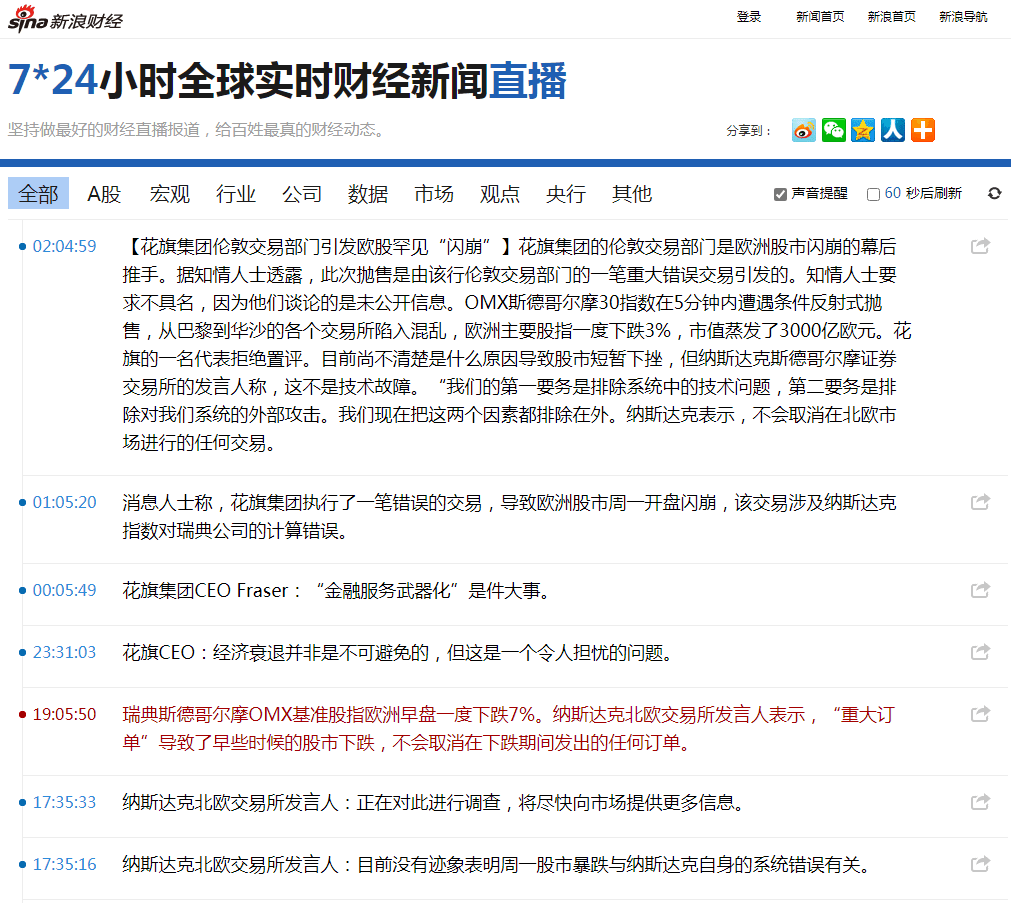 sina新浪财经 登录 新闻首页 新浪首页 新浪导航
7*24小时全球实时财经新闻直播
坚持做最好的财经直播报道，给百姓最真的财经动态。 分享到：
全部 A股 宏观 行业 公司 数据 市场 观点 央行 其他 声音提醒 60 秒后刷新
02:04:59 【花旗集团伦敦交易部门引发欧股罕见“闪崩”】花旗集团的伦敦交易部门是欧洲股市闪崩的幕后
推手。据知情人士透露，此次抛售是由该行伦敦交易部门的一笔重大错误交易引发的。知情人士要
求不具名，因为他们谈论的是未公开信息。OMX斯德哥尔摩30指数在5分钟内遭遇条件反射式抛
售，从巴黎到华沙的各个交易所陷入混乱，欧洲主要股指一度下跌3%，市值蒸发了3000亿欧元。花
旗的一名代表拒绝置评。目前尚不清楚是什么原因导致股市短暂下挫，但纳斯达克斯德哥尔摩证券
交易所的发言人称，这不是技术故障。“我们的第一要务是排除系统中的技术问题，第二要务是排
除对我们系统的外部攻击。我们现在把这两个因素都排除在外。纳斯达克表示，不会取消在北欧市
场进行的任何交易。
01:05:20 消息人士称，花旗集团执行了一笔错误的交易，导致欧洲股市周一开盘闪崩，该交易涉及纳斯达克
指数对瑞典公司的计算错误。
00:05:49 花旗集团CEO Fraser：“金融服务武器化”是件大事。
23:31:03 花旗CEO：经济衰退并非是不可避免的，但这是一个令人担忧的问题。
19:05:50 瑞典斯德哥尔摩OMX基准股指欧洲早盘一度下跌7%。纳斯达克北欧交易所发言人表示，“重大订
单”导致了早些时候的股市下跌，不会取消在下跌期间发出的任何订单。
17:35:33 纳斯达克北欧交易所发言人：正在对此进行调查，将尽快向市场提供更多信息。
17:35:16 纳斯达克北欧交易所发言人：目前没有迹象表明周一股市暴跌与纳斯达克自身的系统错误有关。